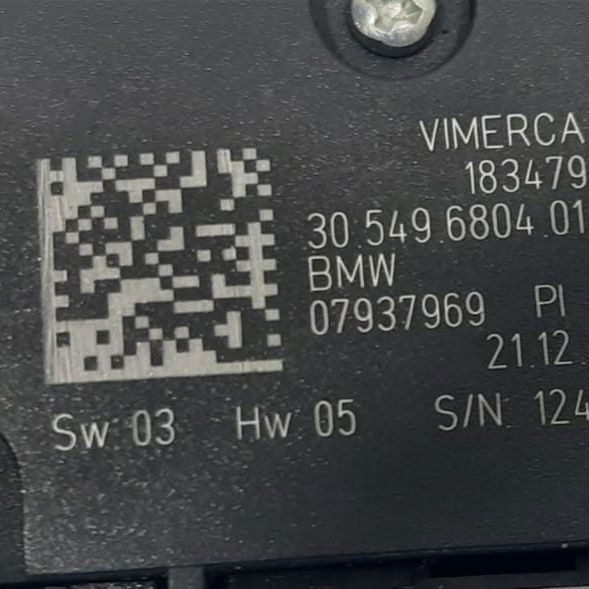 VIMERCA
183479
30.549.6804.01
BMW
07937969 PI
21.12.
Sw: 03 Hw: 05 S/N: 124